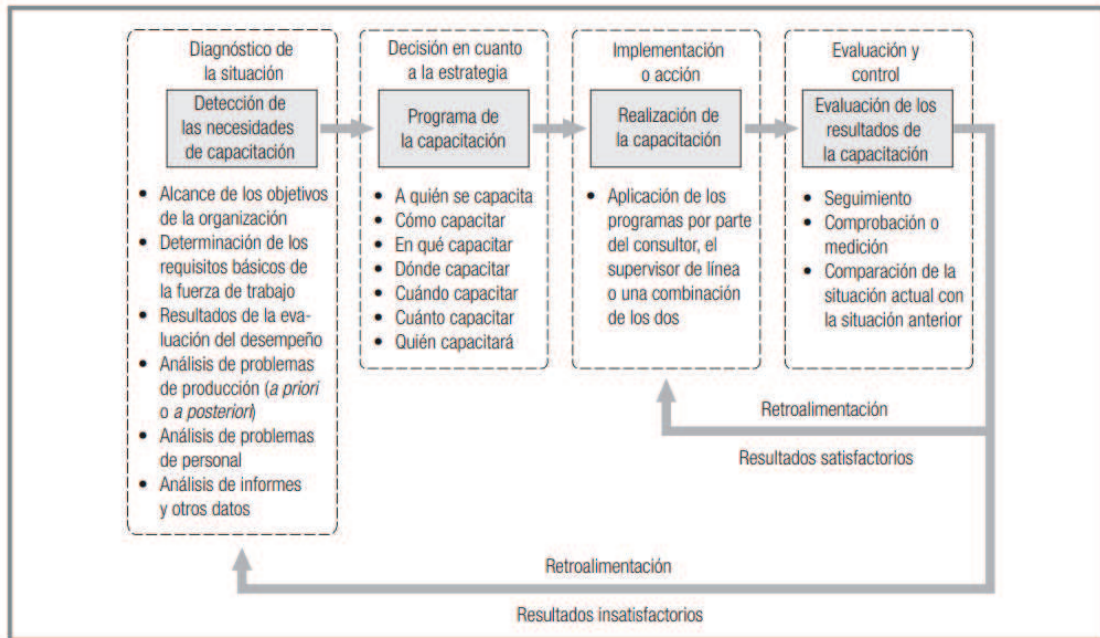 Diagnóstico de
la situación
Detección de
las necesidades
de capacitación
• Alcance de los objetivos
de la organización
• Determinación de los
requisitos básicos de
la fuerza de trabajo
• Resultados de la eva-
luación del desempeño
• Análisis de problemas
de producción (a priori
o a posteriori)
• Análisis de problemas
de personal
• Análisis de informes
y otros datos
Decisión en cuanto
a la estrategia
Programa de
la capacitación
• A quién se capacita
• Cómo capacitar
• En qué capacitar
• Dónde capacitar
• Cuándo capacitar
• Cuánto capacitar
• Quién capacitará
Implementación
o acción
Realización de
la capacitación
• Aplicación de los
programas por parte
del consultor, el
supervisor de línea
o una combinación
de los dos
Evaluación y
control
Evaluación de los
resultados de
la capacitación
• Seguimiento
• Comprobación o
medición
• Comparación de la
situación actual con
la situación anterior
Retroalimentación
Resultados satisfactorios
Retroalimentación
Resultados insatisfactorios